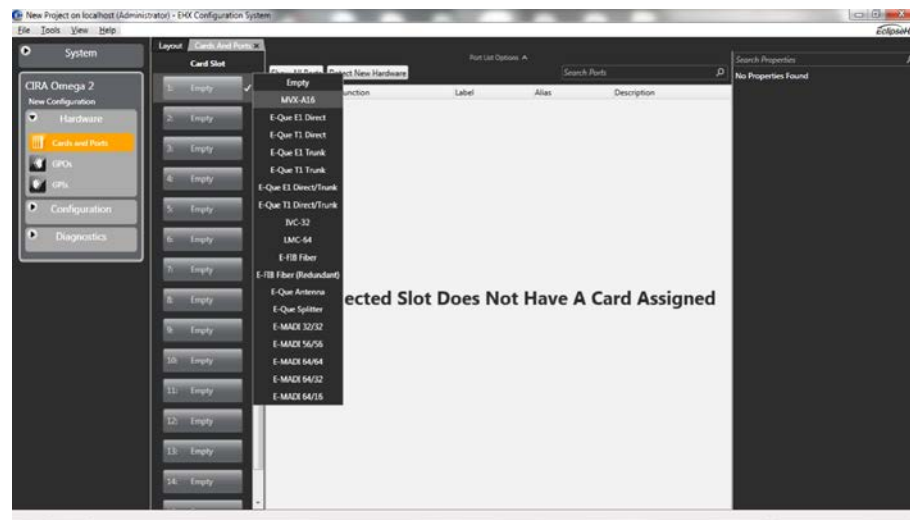 New Project on localhost (Administrator) - EHX Configuration System
File Tools View Help
System
CIRA Omega 2
New Configuration
Hardware
Cards and Ports
GPOs
GPIs
Configuration
Diagnostics
Layout
Cards And Ports
Card Slot
1: Empty
2: Empty
3: Empty
4: Empty
5: Empty
6: Empty
7: Empty
8: Empty
9: Empty
10: Empty
11: Empty
12: Empty
13: Empty
14: Empty
Empty
MVX-A16
E-Que E1 Direct
E-Que T1 Direct
E-Que E1 Trunk
E-Que T1 Trunk
E-Que E1 Direct/Trunk
E-Que T1 Direct/Trunk
IVC-32
LMC-64
E-FIB Fiber
E-FIB Fiber (Redundant)
E-Que Antenna
E-Que Splitter
E-MADI 32/32
E-MADI 56/56
E-MADI 64/64
E-MADI 64/32
E-MADI 64/16
Port List Options
Show All Ports
Detect New Hardware
Search Ports
Label Alias Description
ected Slot Does Not Have A Card Assigned
EclipseH
Search Properties
No Properties Found